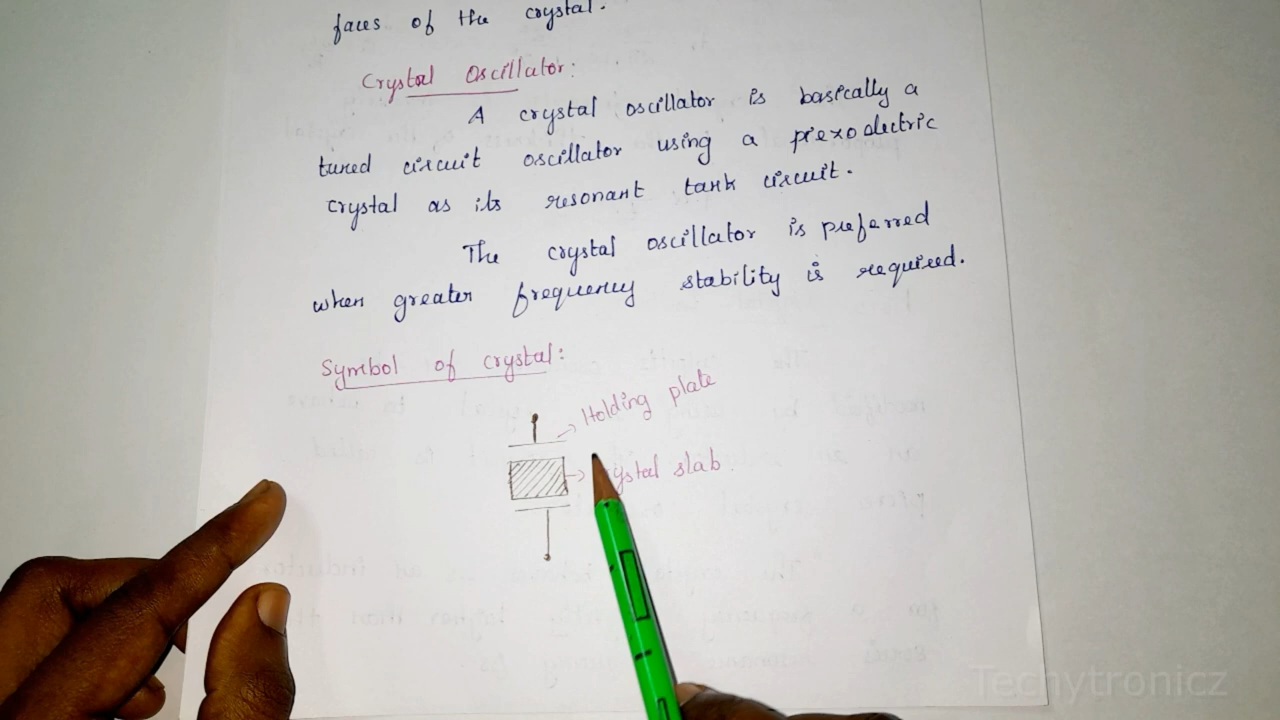 faces of the crystal.
Crystal Oscillator:
A crystal oscillator is basically a
tuned circuit oscillator using a piexoelectric
crystal as its resonant tank circuit.
The crystal oscillator is preferred
when greater frequency stability is required.
Symbol of crystal:
Holding plate
ystal slab
Techytronicz